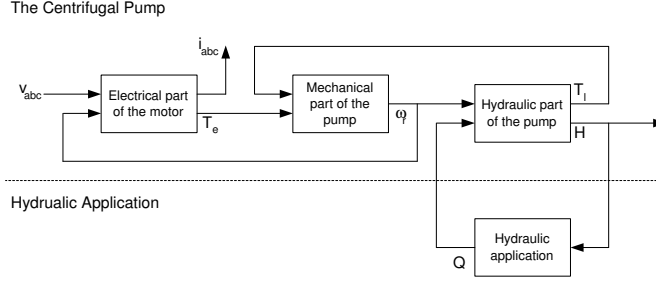 The Centrifugal Pump
i_abc
v_abc
Electrical part
of the motor
T_e
Mechanical
part of the
pump
ω_r
Hydraulic part
of the pump
T_l
H
Hydrualic Application
Hydraulic
application
Q